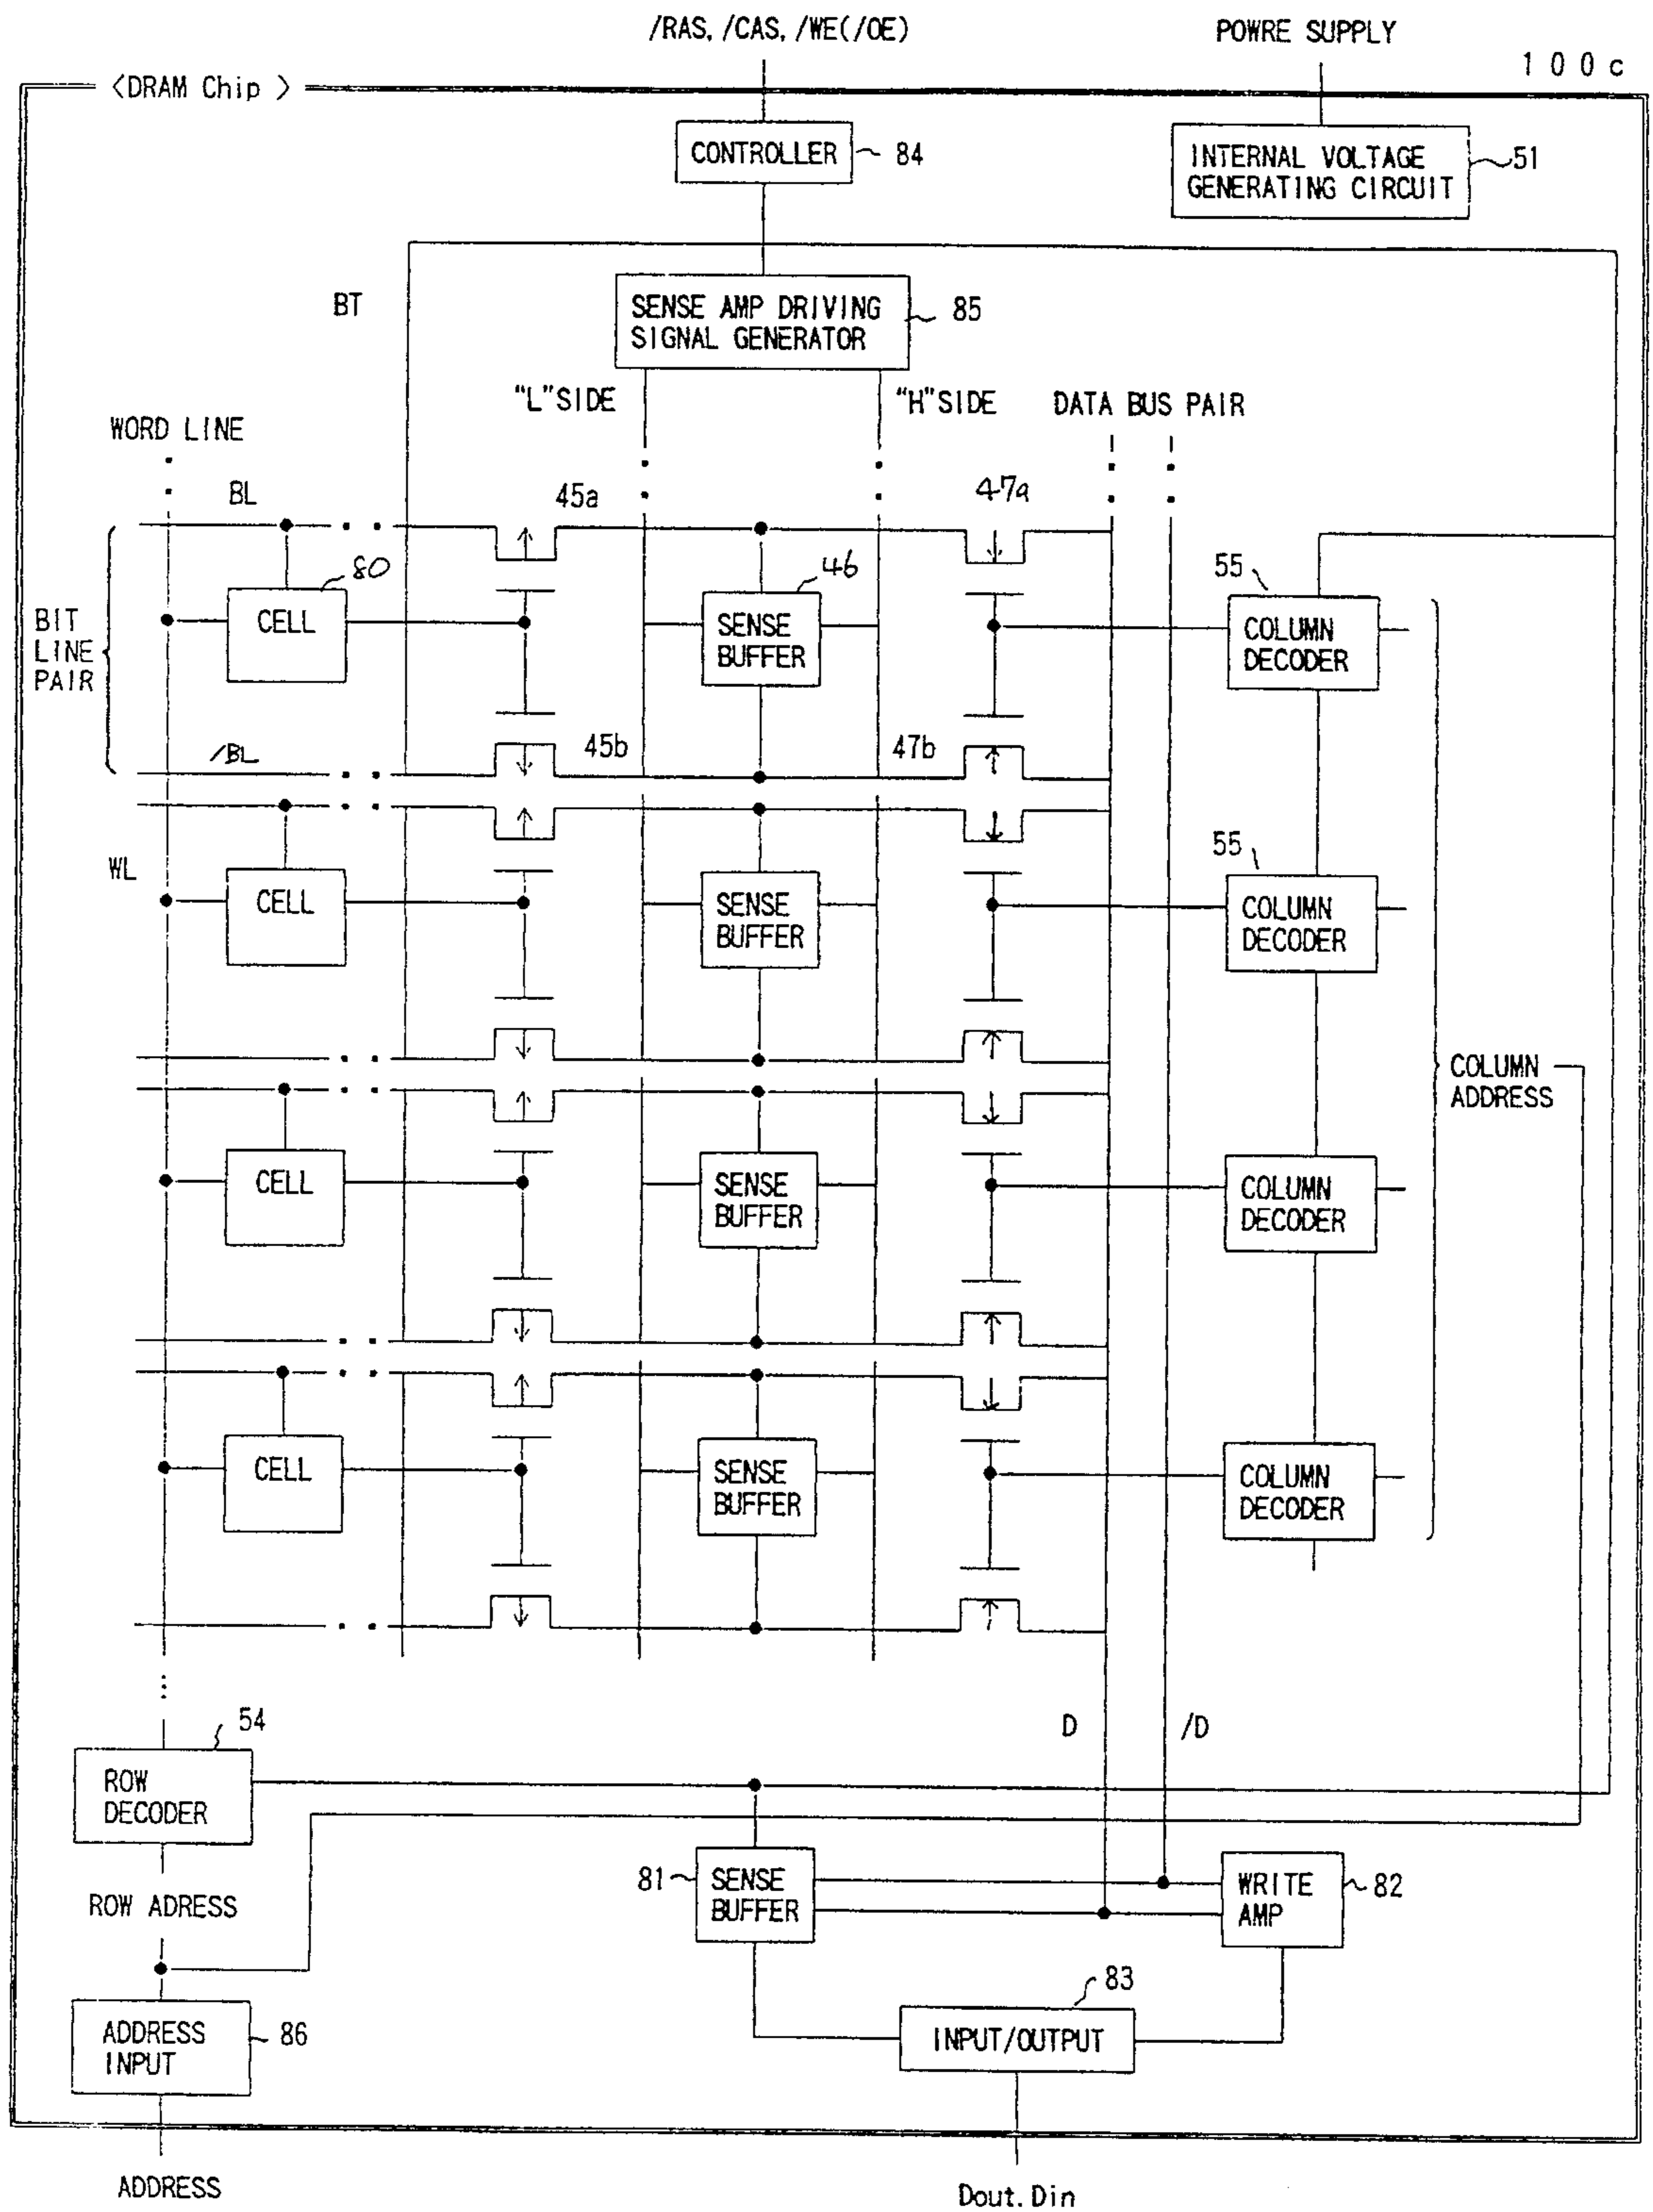 /RAS, /CAS, /WE(/OE)
POWRE SUPPLY
100c
<DRAM Chip >
CONTROLLER
84
INTERNAL VOLTAGE
GENERATING CIRCUIT
51
BT
SENSE AMP DRIVING
SIGNAL GENERATOR
85
"L"SIDE
"H"SIDE
DATA BUS PAIR
WORD LINE
BL
45a
47a
80
46
55
CELL
SENSE
BUFFER
COLUMN
DECODER
BIT
LINE
PAIR
/BL
45b
47b
WL
55
CELL
SENSE
BUFFER
COLUMN
DECODER
COLUMN
ADDRESS
CELL
SENSE
BUFFER
COLUMN
DECODER
CELL
SENSE
BUFFER
COLUMN
DECODER
54
D
/D
ROW
DECODER
81
SENSE
BUFFER
WRITE
AMP
82
ROW ADRESS
83
ADDRESS
INPUT
86
INPUT/OUTPUT
ADDRESS
Dout.Din